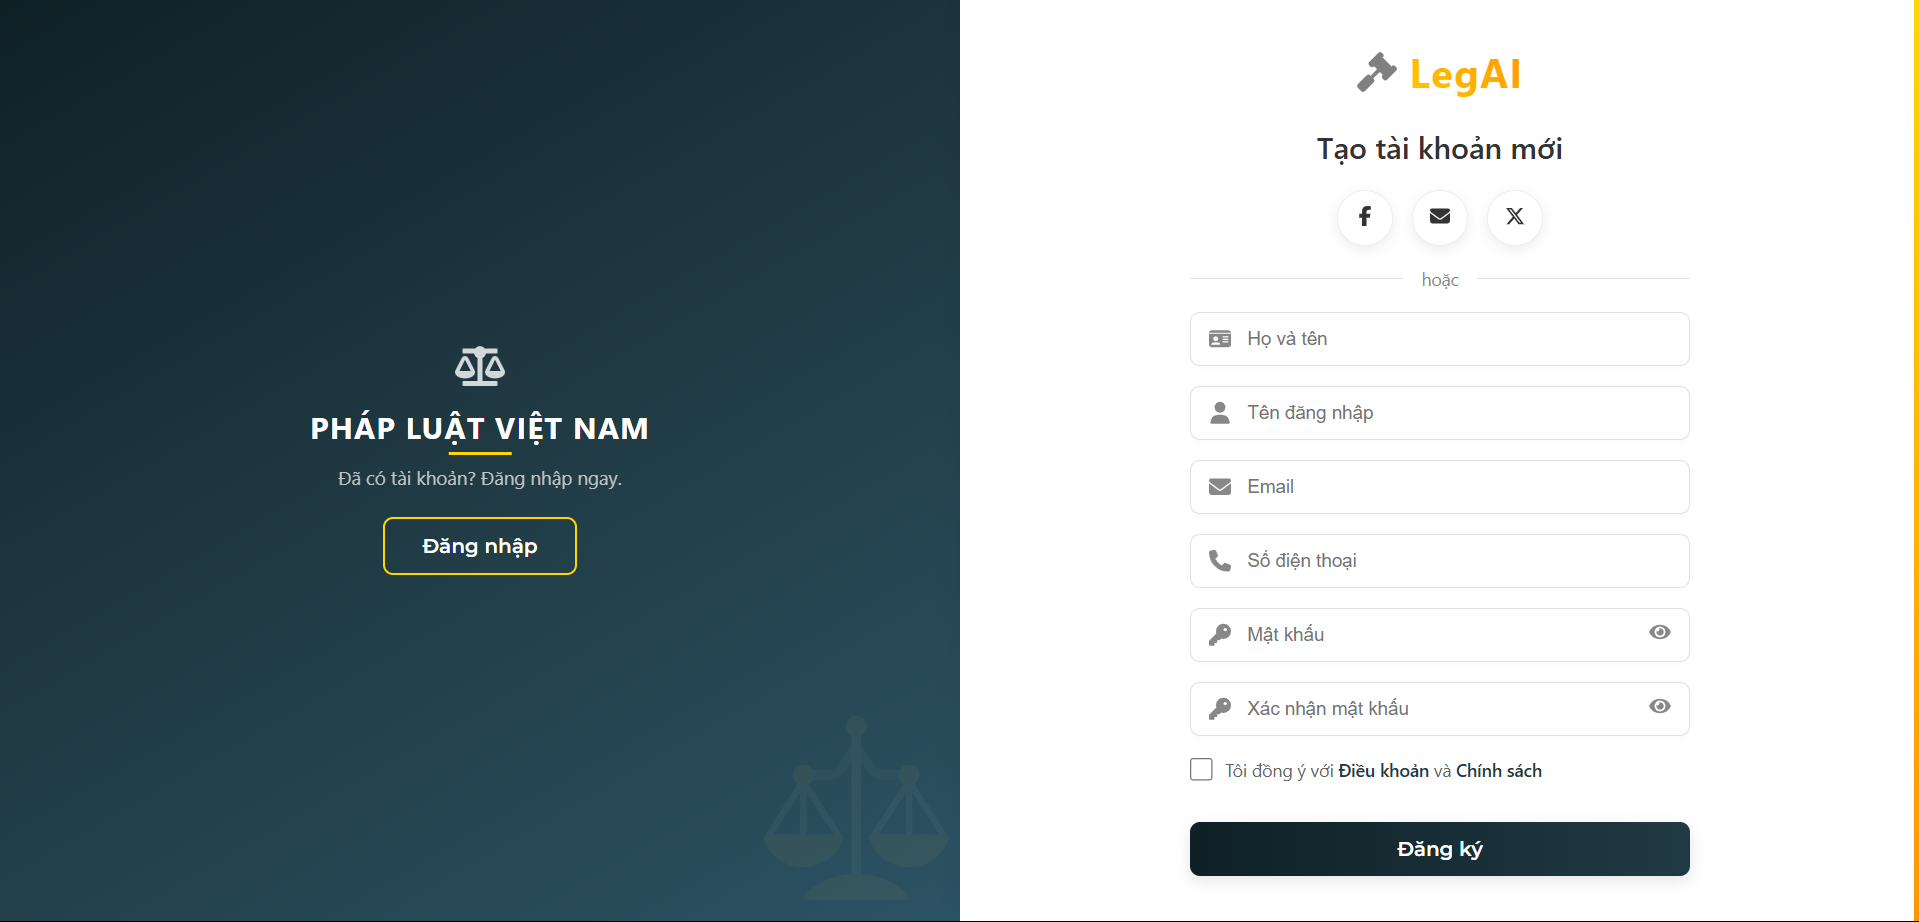 PHÁP LUẬT VIỆT NAM
Đã có tài khoản? Đăng nhập ngay.
Đăng nhập
LegAI
Tạo tài khoản mới
hoặc
Họ và tên
Tên đăng nhập
Email
Số điện thoại
Mật khẩu
Xác nhận mật khẩu
Tôi đồng ý với Điều khoản và Chính sách
Đăng ký